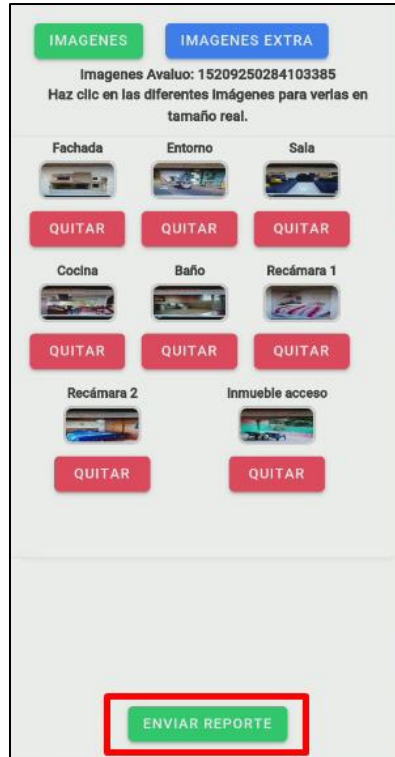 IMAGENES IMAGENES EXTRA
Imagenes Avaluo: 15209250284103385
Haz clic en las diferentes imágenes para verlas en
tamaño real.
Fachada Entorno Sala
QUITAR QUITAR QUITAR
Cocina Baño Recámara 1
QUITAR QUITAR QUITAR
Recámara 2 Inmueble acceso
QUITAR QUITAR
ENVIAR REPORTE